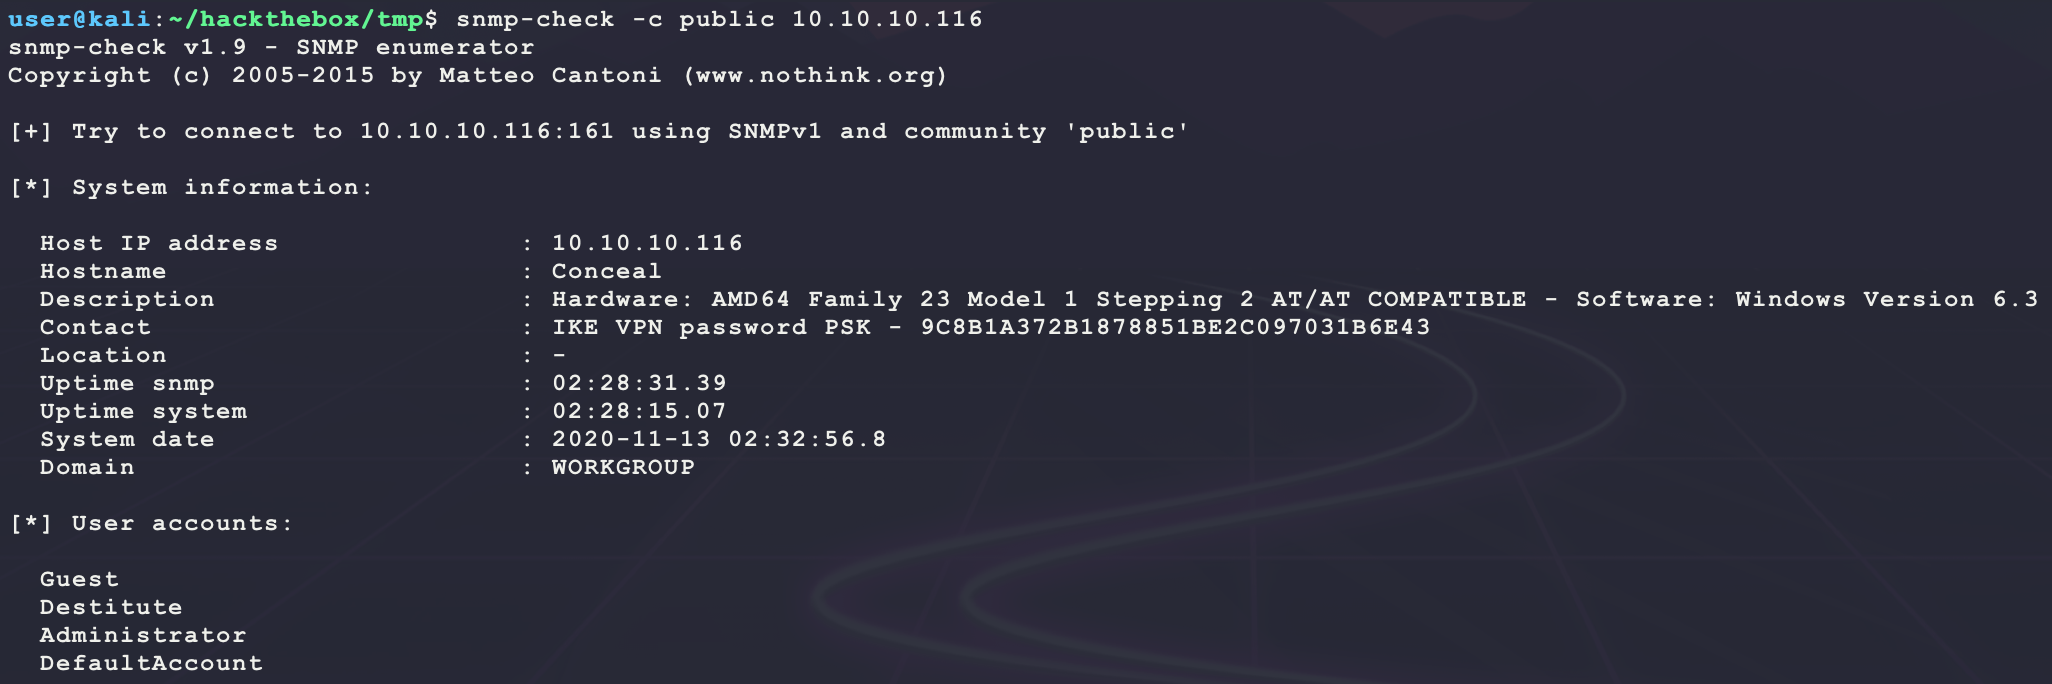 user@kali:~/hackthebox/tmp$ snmp-check -c public 10.10.10.116
snmp-check v1.9 - SNMP enumerator
Copyright (c) 2005-2015 by Matteo Cantoni (www.nothink.org)
[+] Try to connect to 10.10.10.116:161 using SNMPv1 and community 'public'
[*] System information:
Host IP address : 10.10.10.116
Hostname : Conceal
Description : Hardware: AMD64 Family 23 Model 1 Stepping 2 AT/AT COMPATIBLE - Software: Windows Version 6.3
Contact : IKE VPN password PSK - 9C8B1A372B1878851BE2C097031B6E43
Location : -
Uptime snmp : 02:28:31.39
Uptime system : 02:28:15.07
System date : 2020-11-13 02:32:56.8
Domain : WORKGROUP
[*] User accounts:
Guest
Destitute
Administrator
DefaultAccount